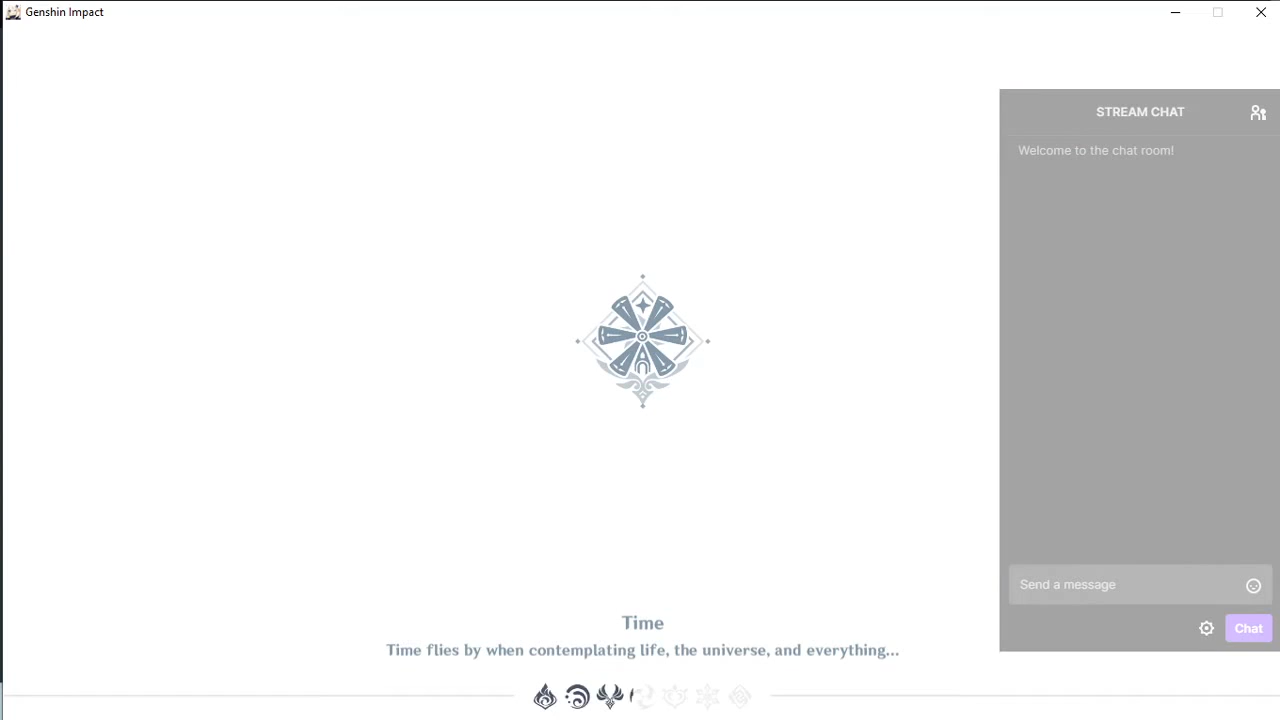 Genshin Impact
STREAM CHAT
Welcome to the chat room!
Send a message
Chat
Time
Time flies by when contemplating life, the universe, and everything...